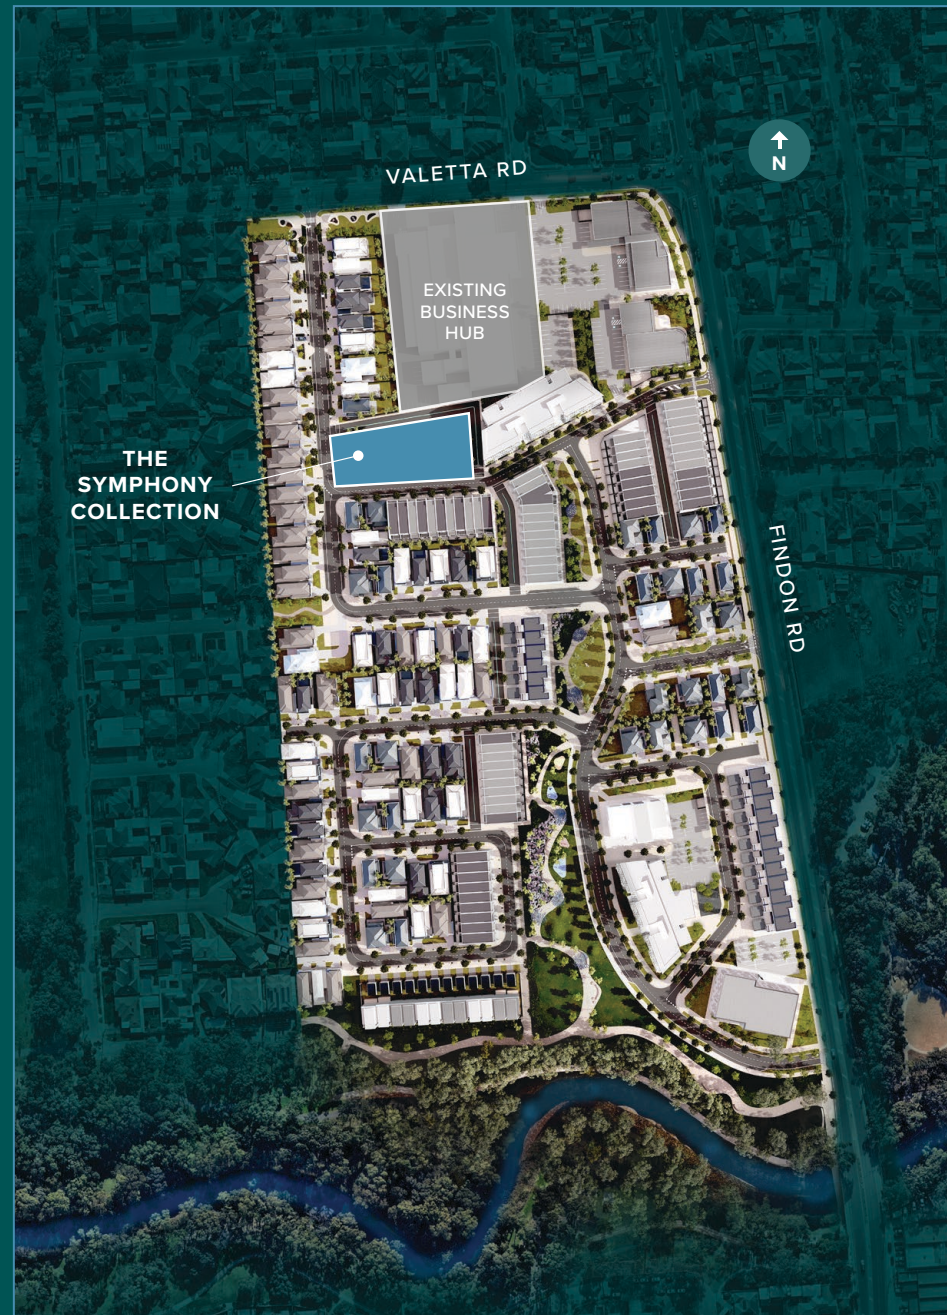 N
VALETTA RD
EXISTING
BUSINESS
HUB
THE
SYMPHONY
COLLECTION
FINDON RD